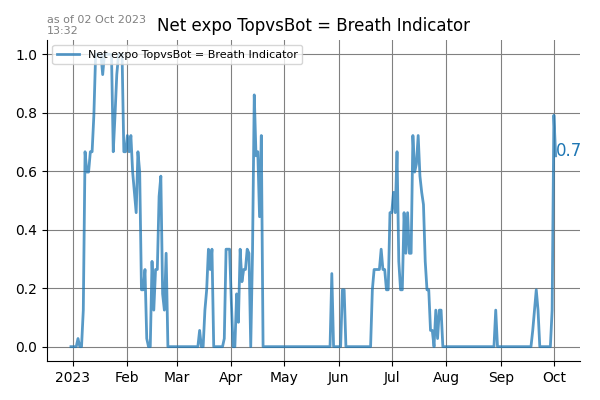 as of 02 Oct 2023
13:32
Net expo TopvsBot = Breath Indicator
Net expo TopvsBot = Breath Indicator
1.0
0.8
0.6
0.4
0.2
0.0
0.7
2023 Feb Mar Apr May Jun Jul Aug Sep Oct